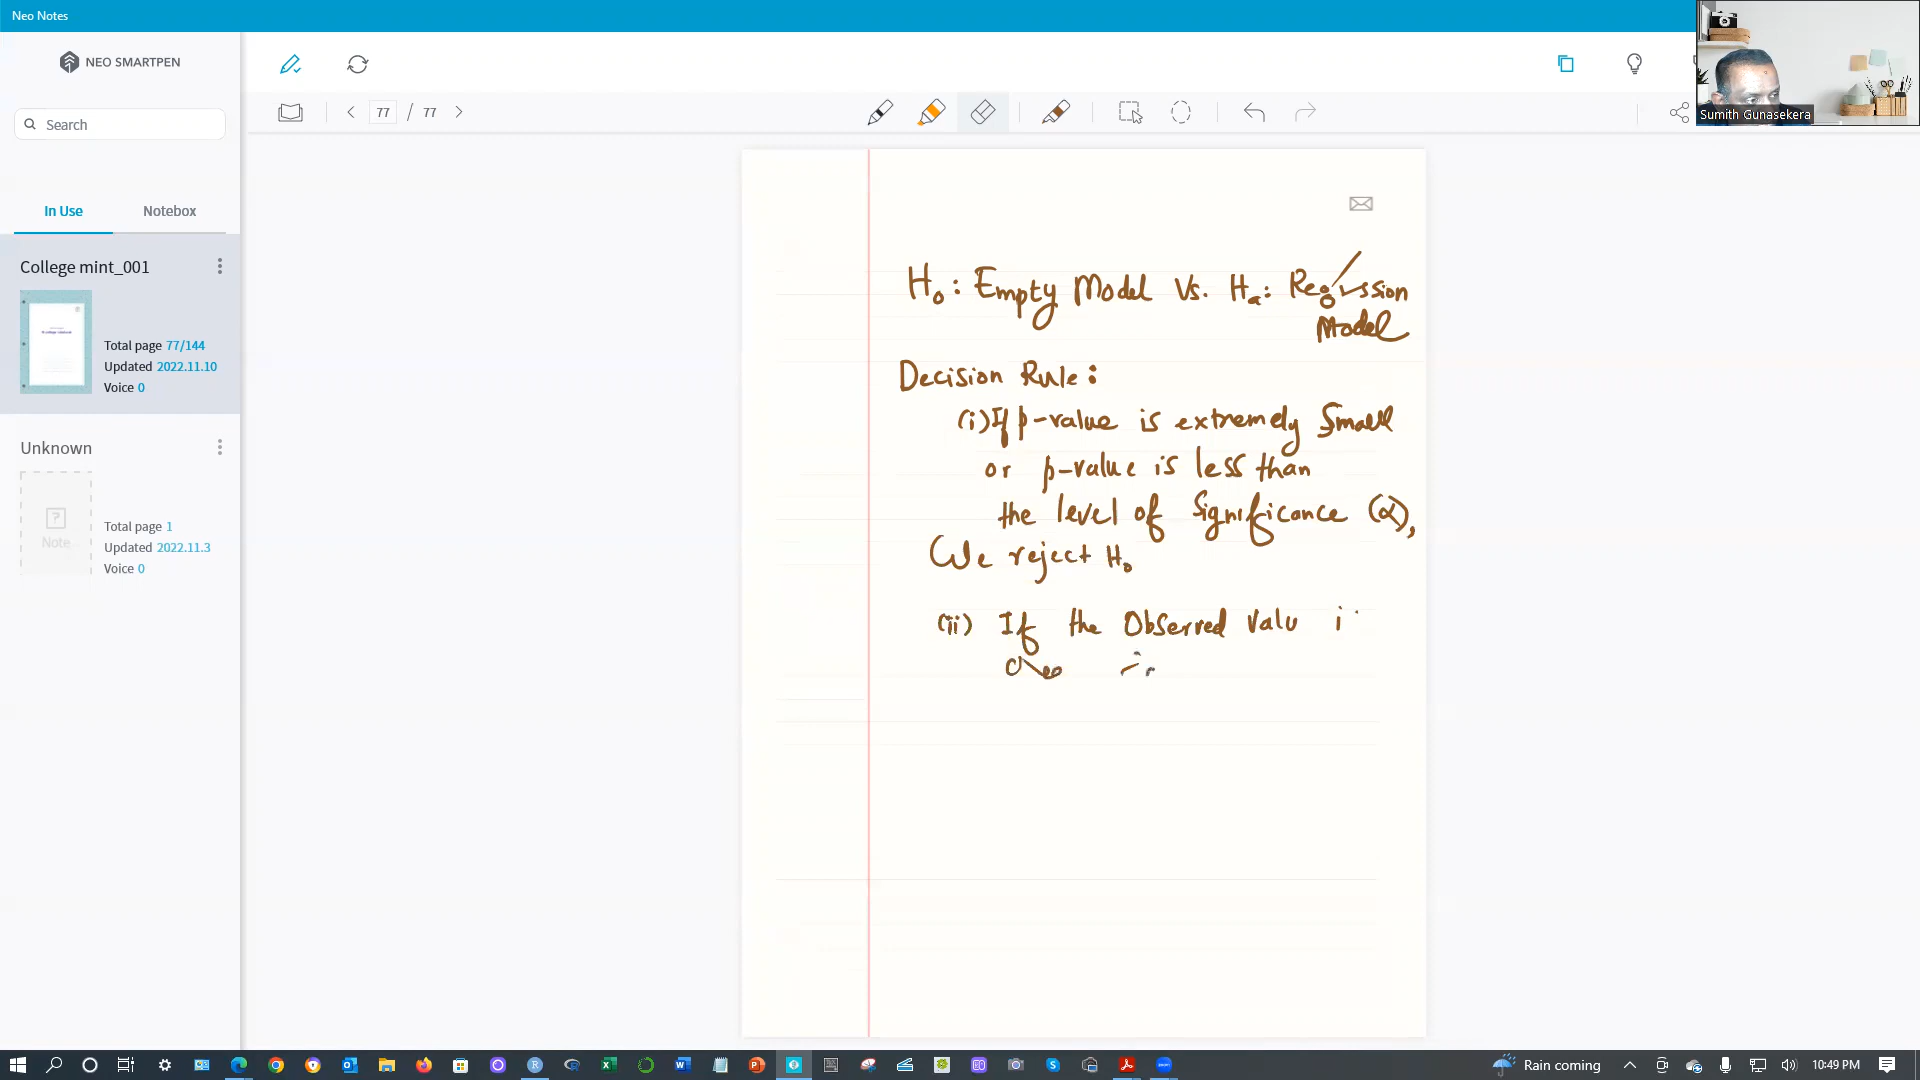 Neo Notes
NEO SMARTPEN
Search
77 / 77
Sumith Gunasekera
In Use Notebox
College mint_001
Total page 77/144
Updated 2022.11.10
Voice 0
Unknown
Note
Total page 1
Updated 2022.11.3
Voice 0
H₀: Empty Model Vs. Hₐ: Regression
Model
Decision Rule:
(i) If p-value is extremely Small
or p-value is less than
the level of Significance (α),
We reject H₀
(ii) If the Observed Valu i
Rain coming
10:49 PM